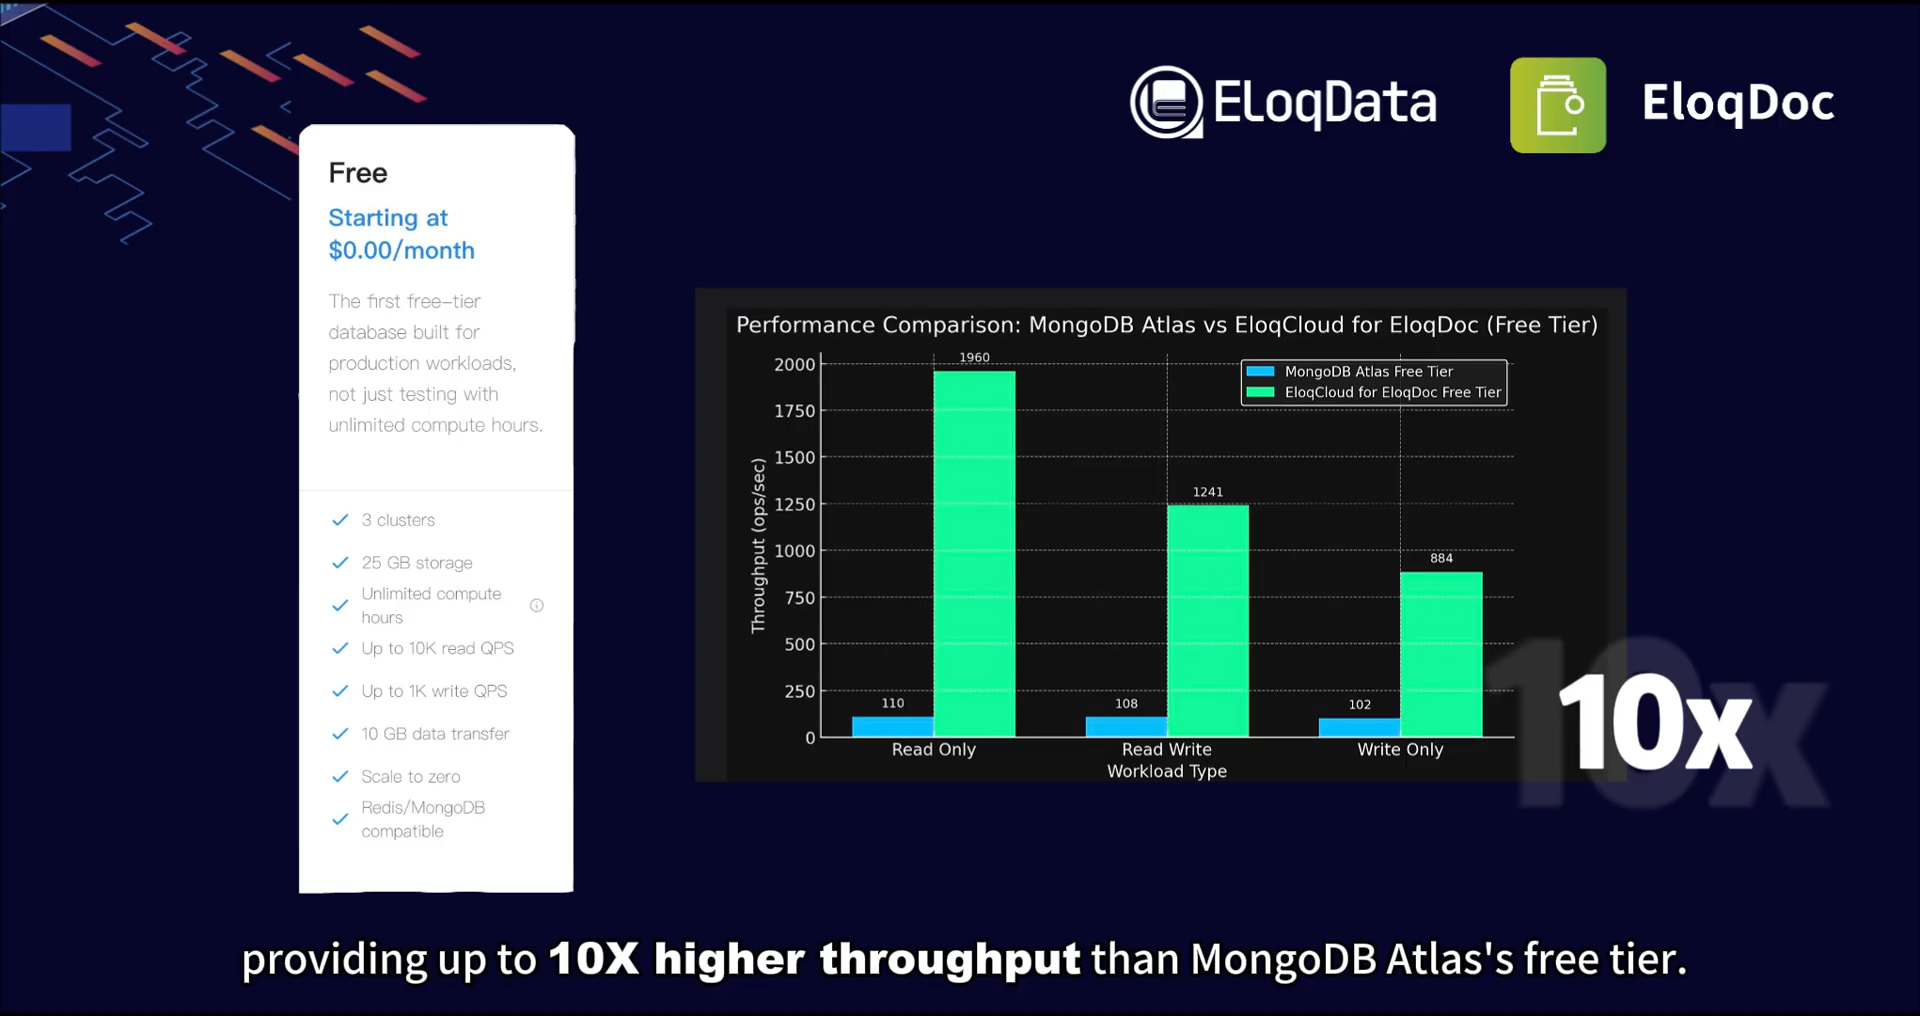 ELoqData
EloqDoc
Free
Starting at
$0.00/month
The first free-tier
database built for
production workloads,
not just testing with
unlimited compute hours.
3 clusters
25 GB storage
Unlimited compute
hours
Up to 10K read QPS
Up to 1K write QPS
10 GB data transfer
Scale to zero
Redis/MongoDB
compatible
Performance Comparison: MongoDB Atlas vs EloqCloud for EloqDoc (Free Tier)
MongoDB Atlas Free Tier
EloqCloud for EloqDoc Free Tier
Throughput (ops/sec)
2000
1750
1500
1250
1000
750
500
250
0
110
1960
108
1241
102
884
Read Only
Read Write
Write Only
Workload Type
10x
10x
providing up to 10X higher throughput than MongoDB Atlas's free tier.